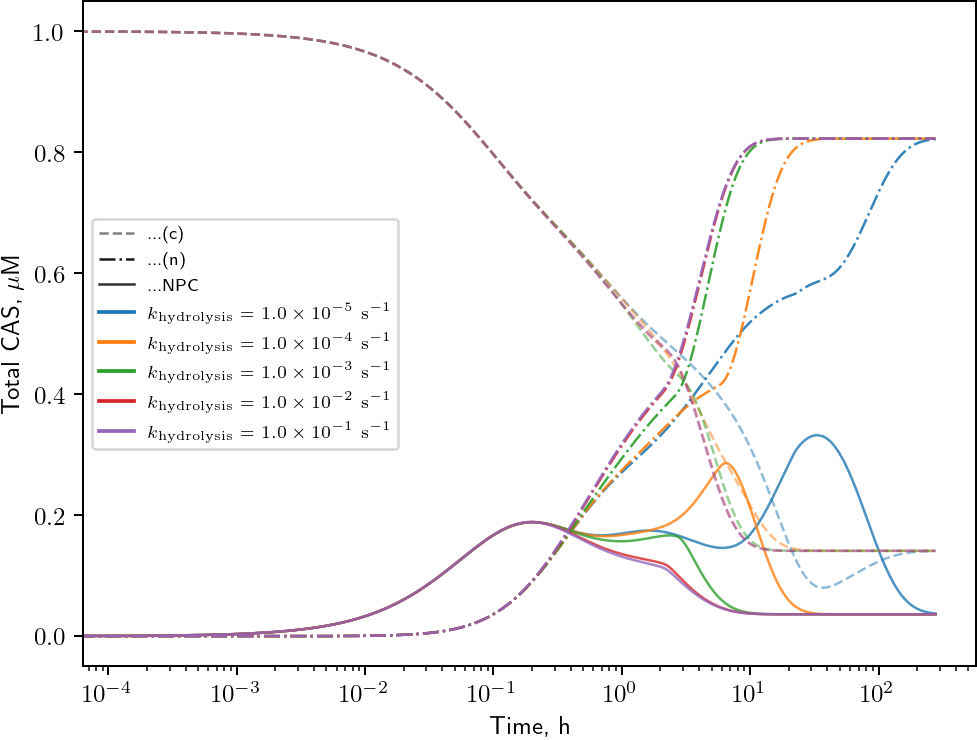 Total CAS, μM
1.0
0.8
0.6
0.4
0.2
0.0
...(c)
...(n)
...NPC
k_hydrolysis = 1.0 × 10⁻⁵ s⁻¹
k_hydrolysis = 1.0 × 10⁻⁴ s⁻¹
k_hydrolysis = 1.0 × 10⁻³ s⁻¹
k_hydrolysis = 1.0 × 10⁻² s⁻¹
k_hydrolysis = 1.0 × 10⁻¹ s⁻¹
10⁻⁴ 10⁻³ 10⁻² 10⁻¹ 10⁰ 10¹ 10²
Time, h